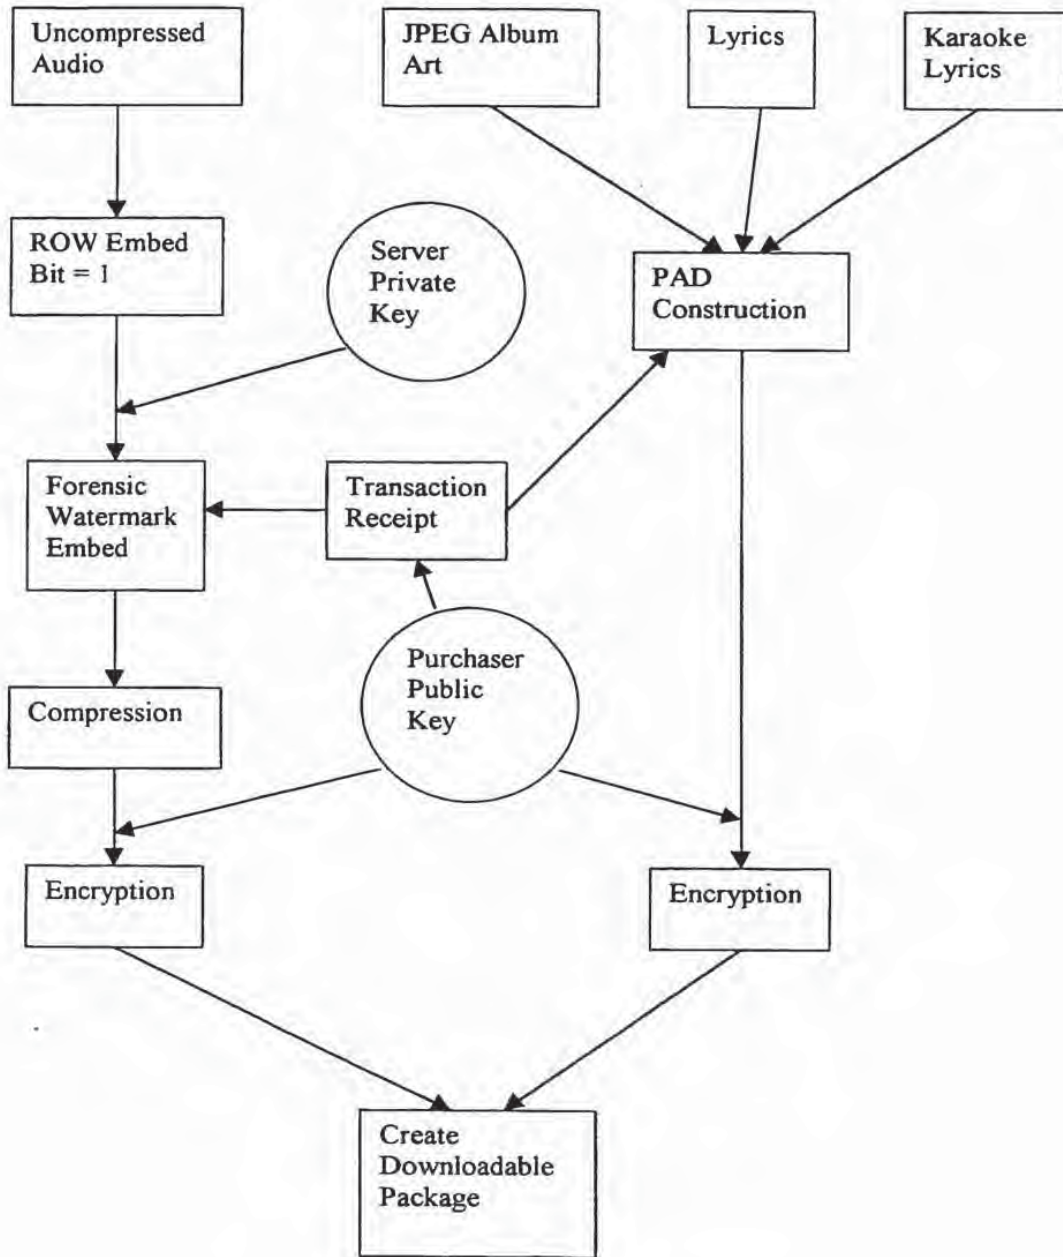 Uncompressed
Audio
JPEG Album
Art
Lyrics
Karaoke
Lyrics
ROW Embed
Bit = 1
Server
Private
Key
PAD
Construction
Forensic
Watermark
Embed
Transaction
Receipt
Purchaser
Public
Key
Compression
Encryption
Encryption
Create
Downloadable
Package